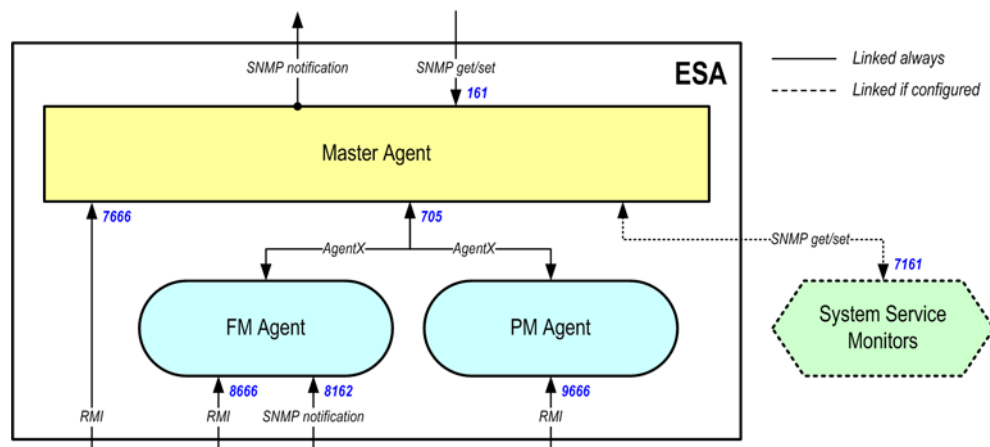 SNMP notification
SNMP get/set
161
ESA
Linked always
Linked if configured
Master Agent
7666
705
AgentX
AgentX
SNMP get/set
7161
FM Agent
PM Agent
System Service
Monitors
8666
8162
9666
RMI
RMI
SNMP notification
RMI